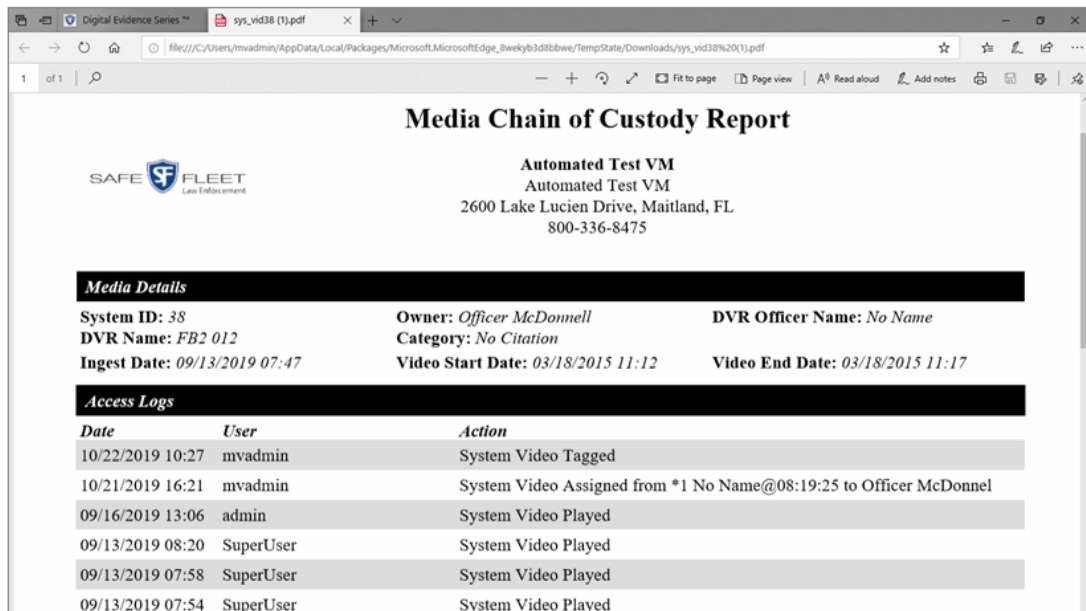 Digital Evidence Series ™
sys_vid38 (1).pdf
file:///C:/Users/mvadmin/AppData/Local/Packages/Microsoft.MicrosoftEdge_8wekyb3d8bbwe/TempState/Downloads/sys_vid38%20(1).pdf
1 of 1 Fit to page Page view Read aloud Add notes
Media Chain of Custody Report
SAFE SF FLEET
Law Enforcement
Automated Test VM
Automated Test VM
2600 Lake Lucien Drive, Maitland, FL
800-336-8475
Media Details
System ID: 38 Owner: Officer McDonnell DVR Officer Name: No Name
DVR Name: FB2 012 Category: No Citation
Ingest Date: 09/13/2019 07:47 Video Start Date: 03/18/2015 11:12 Video End Date: 03/18/2015 11:17
Access Logs
Date User Action
10/22/2019 10:27 mvadmin System Video Tagged
10/21/2019 16:21 mvadmin System Video Assigned from *1 No Name@08:19:25 to Officer McDonnel
09/16/2019 13:06 admin System Video Played
09/13/2019 08:20 SuperUser System Video Played
09/13/2019 07:58 SuperUser System Video Played
09/13/2019 07:54 SuperUser System Video Played